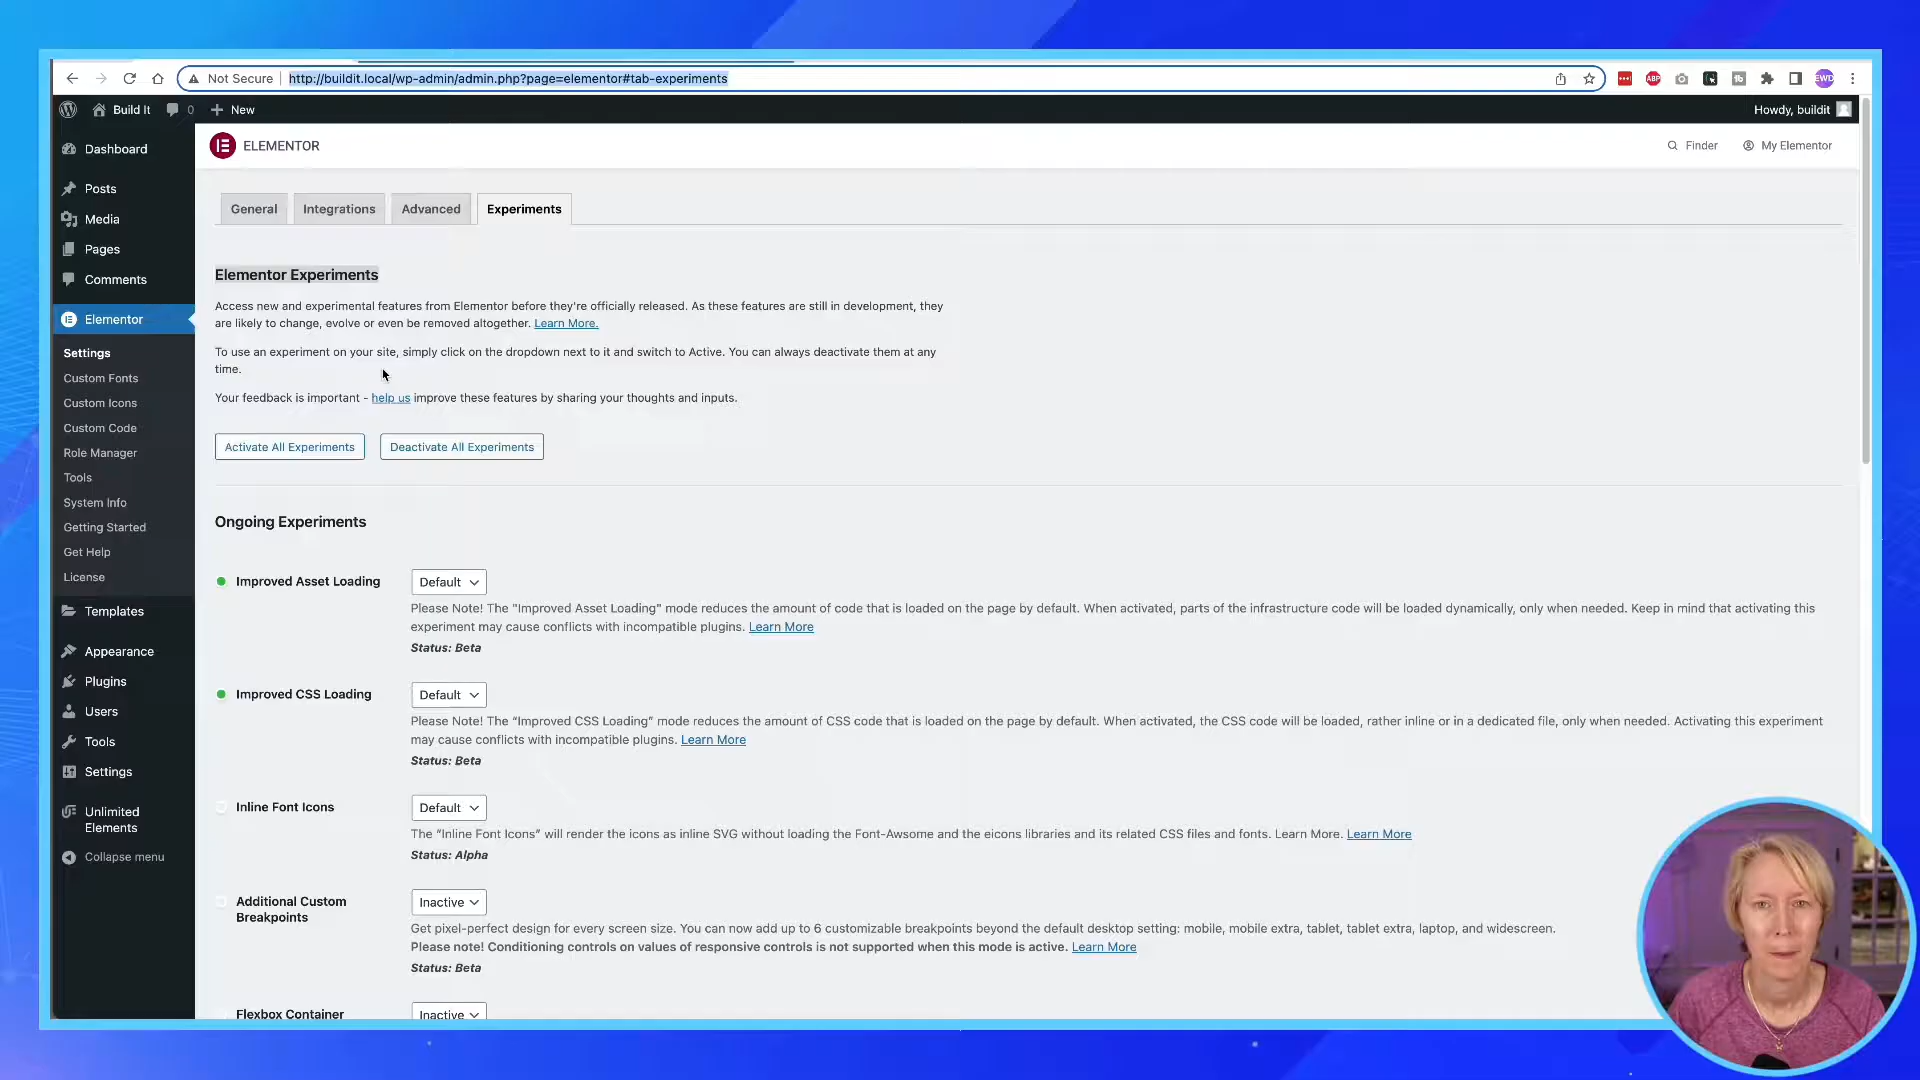 Not Secure http://buildit.local/wp-admin/admin.php?page=elementor#tab-experiments
ABP
EWD
Build It 0 New
Howdy, buildit
Dashboard
Posts
Media
Pages
Comments
Elementor
Settings
Custom Fonts
Custom Icons
Custom Code
Role Manager
Tools
System Info
Getting Started
Get Help
License
Templates
Appearance
Plugins
Users
Tools
Settings
Unlimited
Elements
Collapse menu
ELEMENTOR
Finder My Elementor
General Integrations Advanced Experiments
Elementor Experiments
Access new and experimental features from Elementor before they're officially released. As these features are still in development, they
are likely to change, evolve or even be removed altogether. Learn More.
To use an experiment on your site, simply click on the dropdown next to it and switch to Active. You can always deactivate them at any
time.
Your feedback is important - help us improve these features by sharing your thoughts and inputs.
Activate All Experiments Deactivate All Experiments
Ongoing Experiments
Improved Asset Loading Default
Please Note! The "Improved Asset Loading" mode reduces the amount of code that is loaded on the page by default. When activated, parts of the infrastructure code will be loaded dynamically, only when needed. Keep in mind that activating this
experiment may cause conflicts with incompatible plugins. Learn More
Status: Beta
Improved CSS Loading Default
Please Note! The “Improved CSS Loading” mode reduces the amount of CSS code that is loaded on the page by default. When activated, the CSS code will be loaded, rather inline or in a dedicated file, only when needed. Activating this experiment
may cause conflicts with incompatible plugins. Learn More
Status: Beta
Inline Font Icons Default
The “Inline Font Icons” will render the icons as inline SVG without loading the Font-Awsome and the eicons libraries and its related CSS files and fonts. Learn More. Learn More
Status: Alpha
Additional Custom
Breakpoints Inactive
Get pixel-perfect design for every screen size. You can now add up to 6 customizable breakpoints beyond the default desktop setting: mobile, mobile extra, tablet, tablet extra, laptop, and widescreen.
Please note! Conditioning controls on values of responsive controls is not supported when this mode is active. Learn More
Status: Beta
Flexbox Container Inactive